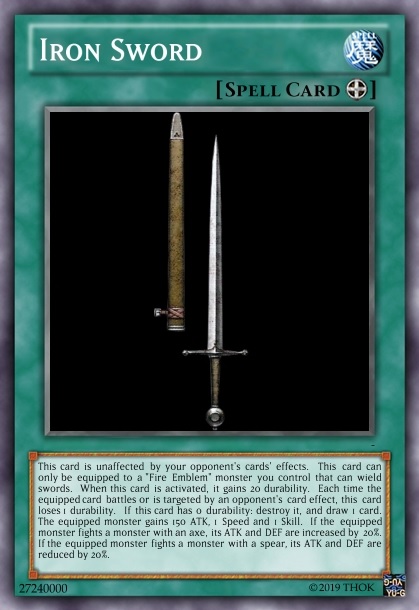 Iron Sword
魔
[Spell Card]
This card is unaffected by your opponent's cards' effects. This card can
only be equipped to a "Fire Emblem" monster you control that can wield
swords. When this card is activated, it gains 20 durability. Each time the
equipped card battles or is targeted by an opponent's card effect, this card
loses 1 durability. If this card has 0 durability: destroy it, and draw 1 card.
The equipped monster gains 150 ATK, 1 Speed and 1 Skill. If the equipped
monster fights a monster with an axe, its ATK and DEF are increased by 20%.
If the equipped monster fights a monster with a spear, its ATK and DEF are
reduced by 20%.
27240000
©2019 THOK